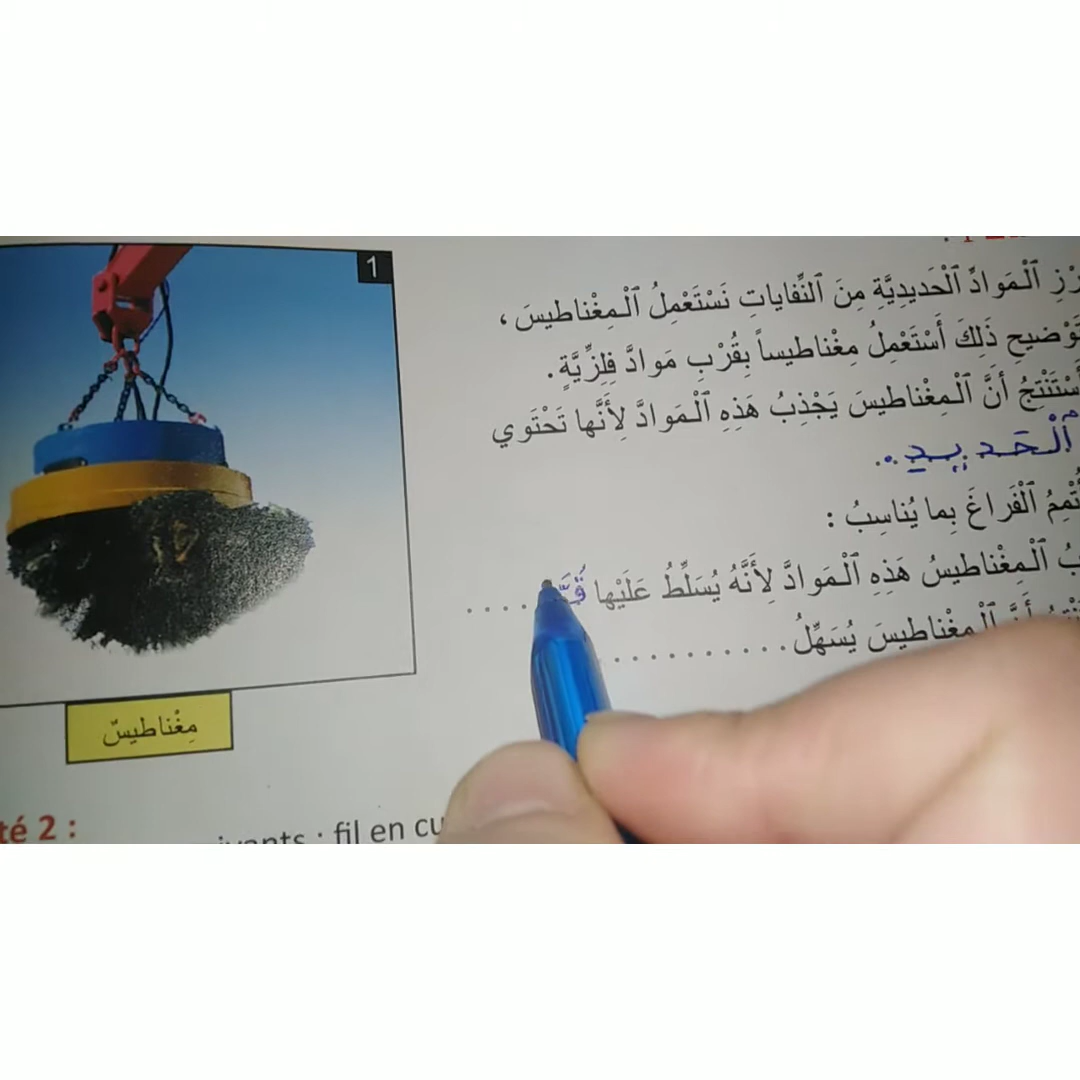 1
ٱلْمَوادِّ ٱلْحَديدِيَّةِ مِنَ ٱلنِّفاياتِ نَسْتَعْمِلُ ٱلْمِغْناطيسَ ،
ذَلِكَ أَسْتَعْمِلُ مِغْناطيساً بِقُرْبِ مَوادَّ فِلِزِّيَّةٍ .
أَسْتَنْتِجُ أَنَّ ٱلْمِغْناطيسَ يَجْذِبُ هَذِهِ ٱلْمَوادَّ لِأَنَّها تَحْتَوي
ٱلْحَديدِ ..
ٱلْفَراغَ بِما يُناسِبُ :
ٱلْمِغْناطيسُ هَذِهِ ٱلْمَوادَّ لِأَنَّهُ يُسَلِّطُ عَلَيْها ....
أَنَّ ٱلْمِغْناطيسَ يُسَهِّلُ ...........
مِغْناطيسٌ
té 2 :
: fil en cu